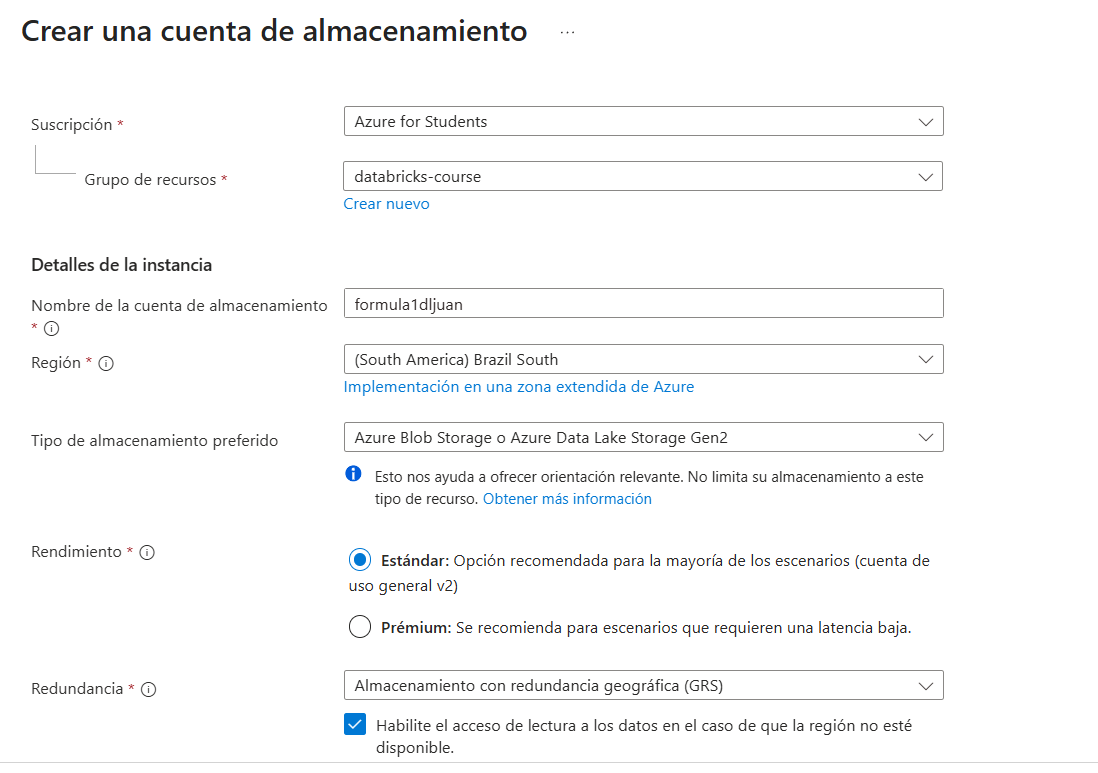 Crear una cuenta de almacenamiento ...
Suscripción *
Azure for Students
Grupo de recursos *
databricks-course
Crear nuevo
Detalles de la instancia
Nombre de la cuenta de almacenamiento
*
formula1dljuan
Región *
(South America) Brazil South
Implementación en una zona extendida de Azure
Tipo de almacenamiento preferido
Azure Blob Storage o Azure Data Lake Storage Gen2
Esto nos ayuda a ofrecer orientación relevante. No limita su almacenamiento a este
tipo de recurso. Obtener más información
Rendimiento *
Estándar: Opción recomendada para la mayoría de los escenarios (cuenta de
uso general v2)
Prémium: Se recomienda para escenarios que requieren una latencia baja.
Redundancia *
Almacenamiento con redundancia geográfica (GRS)
Habilite el acceso de lectura a los datos en el caso de que la región no esté
disponible.